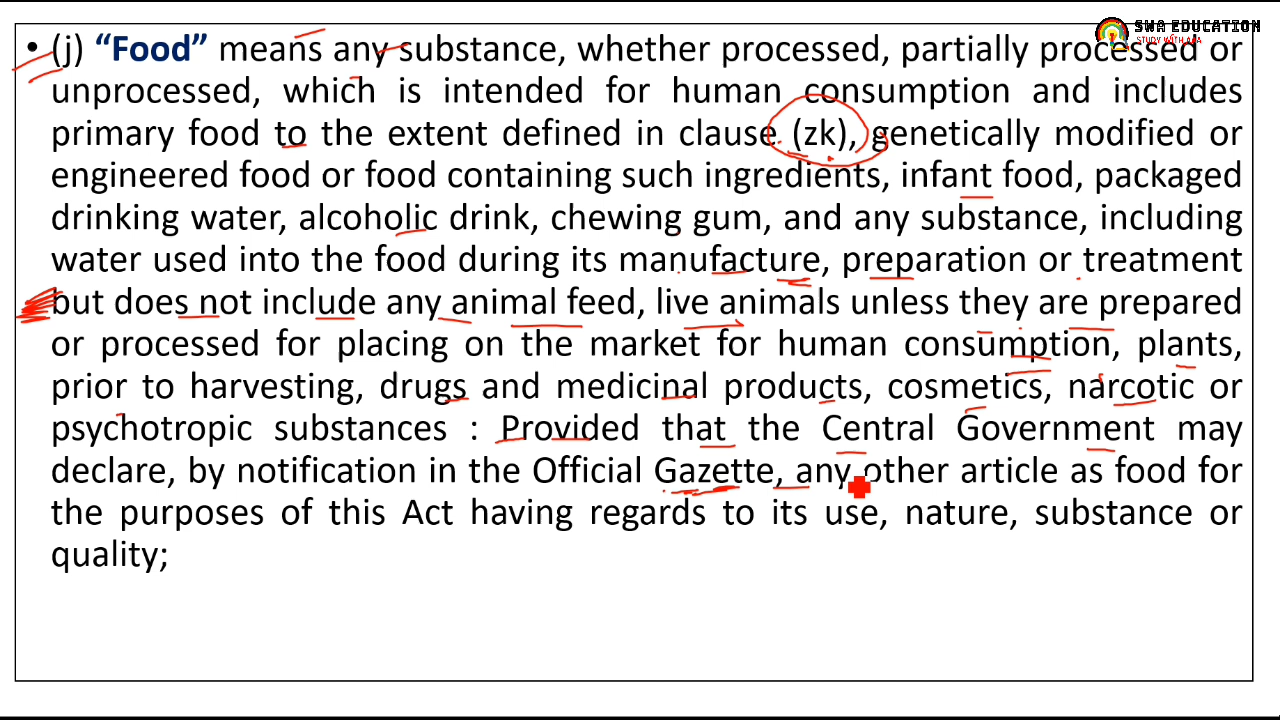 SWA EDUCATION
STUDY WITH AAA
• (j) “Food” means any substance, whether processed, partially processed or
unprocessed, which is intended for human consumption and includes
primary food to the extent defined in clause (zk), genetically modified or
engineered food or food containing such ingredients, infant food, packaged
drinking water, alcoholic drink, chewing gum, and any substance, including
water used into the food during its manufacture, preparation or treatment
but does not include any animal feed, live animals unless they are prepared
or processed for placing on the market for human consumption, plants,
prior to harvesting, drugs and medicinal products, cosmetics, narcotic or
psychotropic substances : Provided that the Central Government may
declare, by notification in the Official Gazette, any other article as food for
the purposes of this Act having regards to its use, nature, substance or
quality;